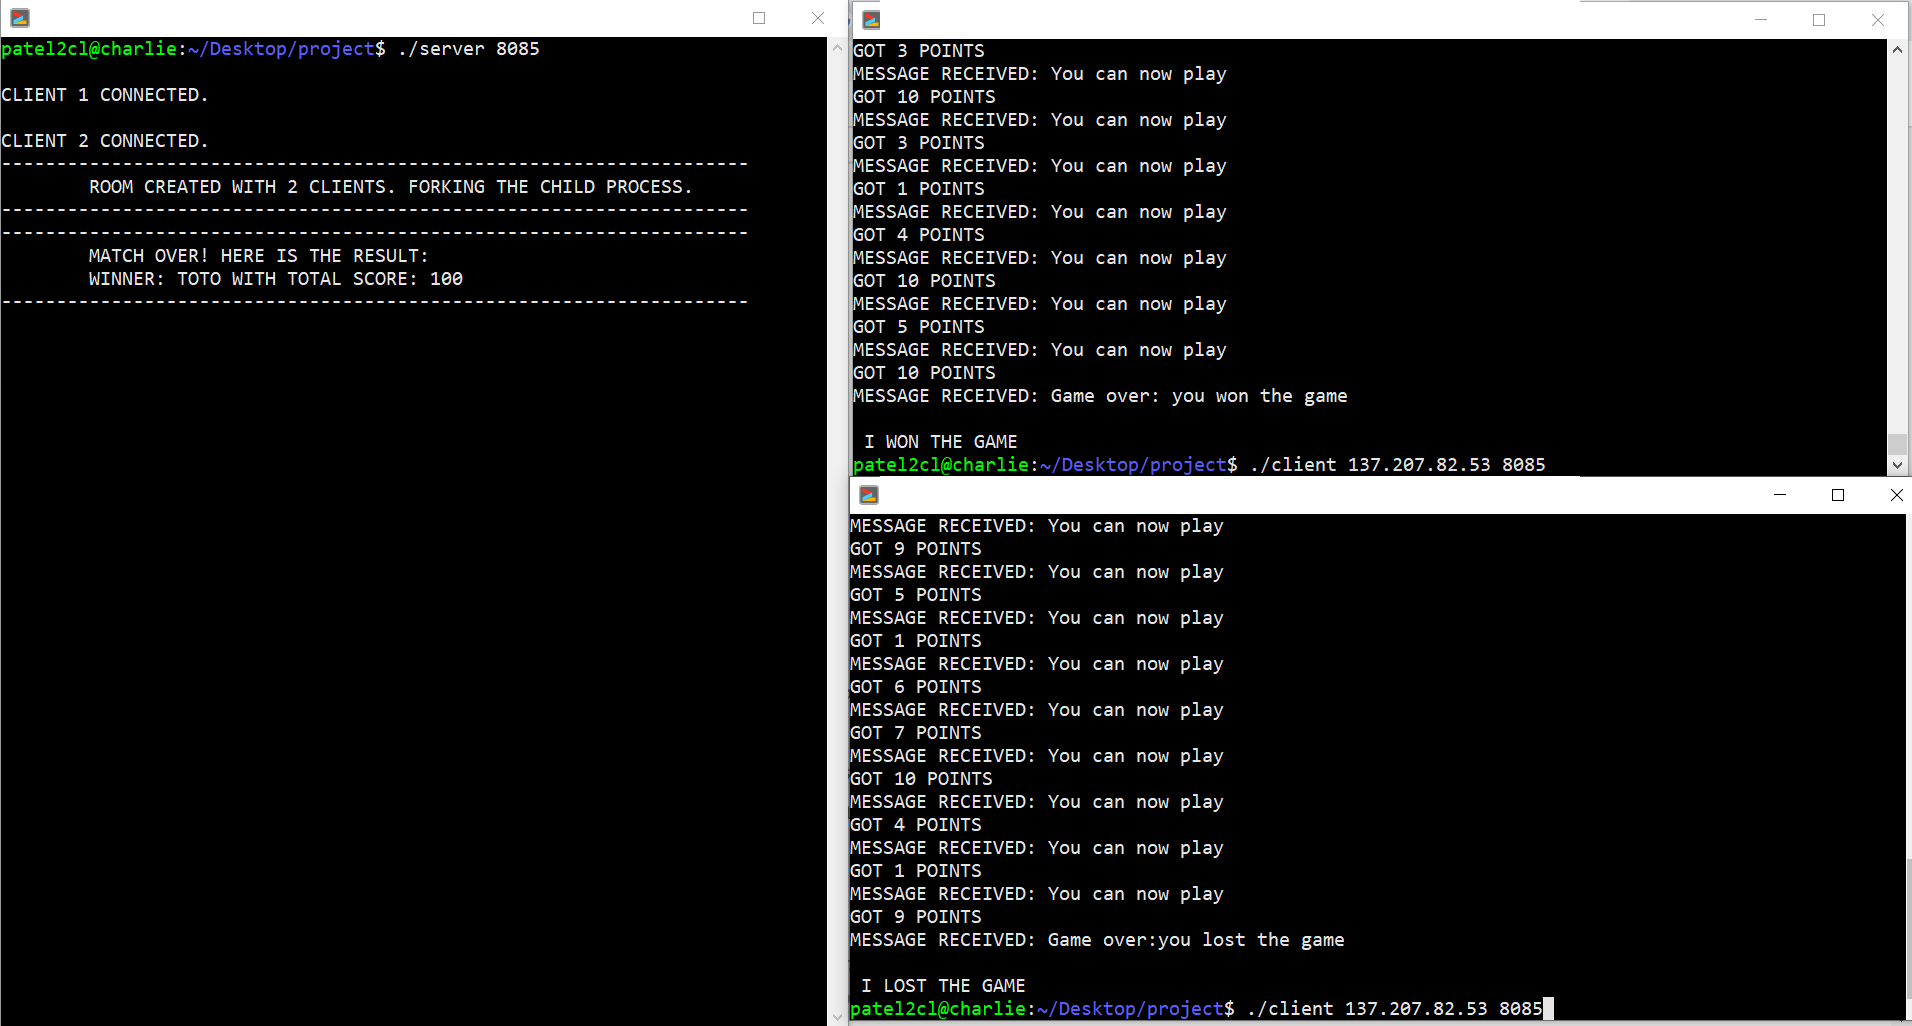 patel2cl@charlie:~/Desktop/project$ ./server 8085
CLIENT 1 CONNECTED.
CLIENT 2 CONNECTED.
--------------------------------------------------------------------
ROOM CREATED WITH 2 CLIENTS. FORKING THE CHILD PROCESS.
--------------------------------------------------------------------
--------------------------------------------------------------------
MATCH OVER! HERE IS THE RESULT:
WINNER: TOTO WITH TOTAL SCORE: 100
--------------------------------------------------------------------
GOT 3 POINTS
MESSAGE RECEIVED: You can now play
GOT 10 POINTS
MESSAGE RECEIVED: You can now play
GOT 3 POINTS
MESSAGE RECEIVED: You can now play
GOT 1 POINTS
MESSAGE RECEIVED: You can now play
GOT 4 POINTS
MESSAGE RECEIVED: You can now play
GOT 10 POINTS
MESSAGE RECEIVED: You can now play
GOT 5 POINTS
MESSAGE RECEIVED: You can now play
GOT 10 POINTS
MESSAGE RECEIVED: Game over: you won the game
I WON THE GAME
patel2cl@charlie:~/Desktop/project$ ./client 137.207.82.53 8085
MESSAGE RECEIVED: You can now play
GOT 9 POINTS
MESSAGE RECEIVED: You can now play
GOT 5 POINTS
MESSAGE RECEIVED: You can now play
GOT 1 POINTS
MESSAGE RECEIVED: You can now play
GOT 6 POINTS
MESSAGE RECEIVED: You can now play
GOT 7 POINTS
MESSAGE RECEIVED: You can now play
GOT 10 POINTS
MESSAGE RECEIVED: You can now play
GOT 4 POINTS
MESSAGE RECEIVED: You can now play
GOT 1 POINTS
MESSAGE RECEIVED: You can now play
GOT 9 POINTS
MESSAGE RECEIVED: Game over:you lost the game
I LOST THE GAME
patel2cl@charlie:~/Desktop/project$ ./client 137.207.82.53 8085